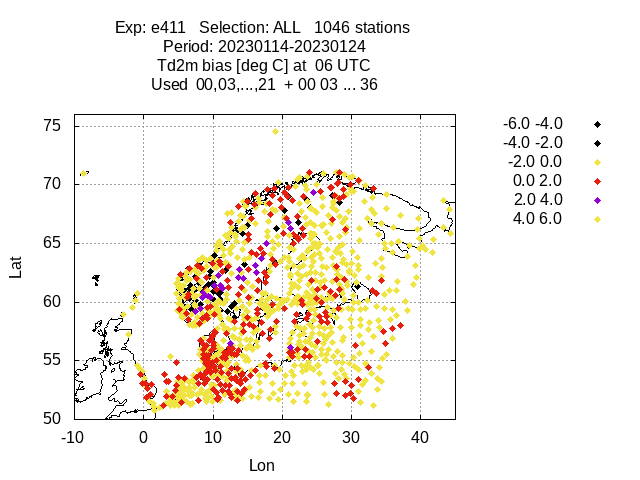 Exp: e411   Selection: ALL   1046 stations
Period: 20230114-20230124
Td2m bias [deg C] at  06 UTC
Used  00,03,...,21  + 00 03 ... 36
-6.0 -4.0
-4.0 -2.0
-2.0 0.0
0.0 2.0
2.0 4.0
4.0 6.0
75
70
65
60
55
50
Lat
-10 0 10 20 30 40
Lon